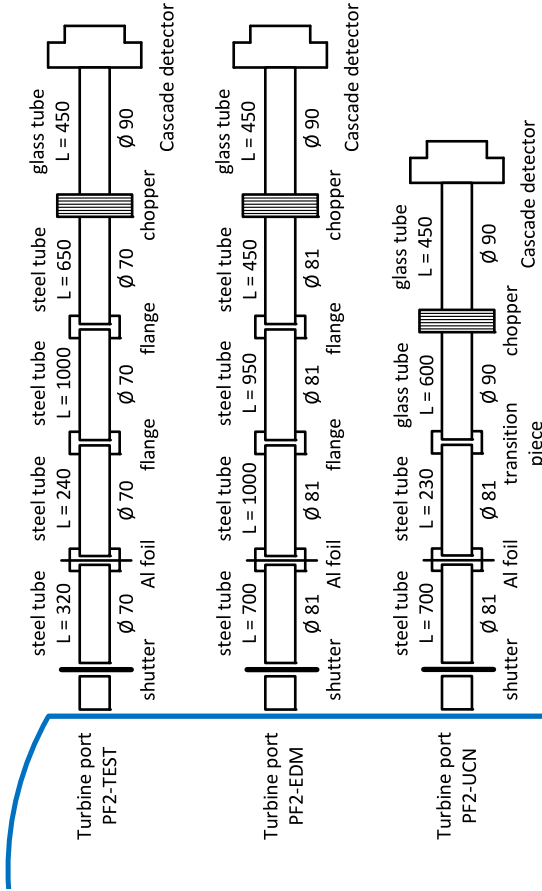 Turbine port
PF2-TEST
shutter
steel tube
L = 320
Ø 70
Al foil
steel tube
L = 240
Ø 70
flange
steel tube
L = 1000
Ø 70
flange
steel tube
L = 650
Ø 70
chopper
glass tube
L = 450
Ø 90
Cascade detector
Turbine port
PF2-EDM
shutter
steel tube
L = 700
Ø 81
Al foil
steel tube
L = 1000
Ø 81
flange
steel tube
L = 950
Ø 81
flange
steel tube
L = 450
Ø 81
chopper
glass tube
L = 450
Ø 90
Cascade detector
Turbine port
PF2-UCN
shutter
steel tube
L = 700
Ø 81
Al foil
steel tube
L = 230
Ø 81
transition
piece
glass tube
L = 600
Ø 90
chopper
glass tube
L = 450
Ø 90
Cascade detector